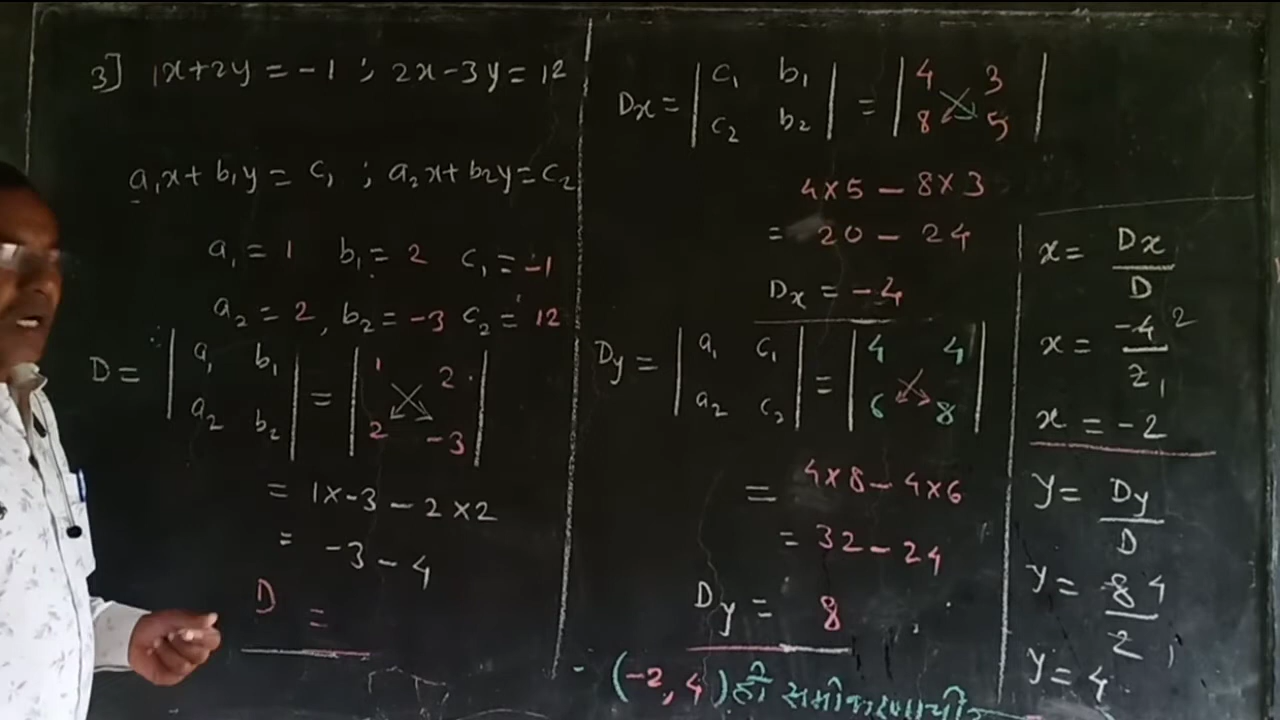 3] 1x+2y = -1 ; 2x-3y = 12
a₁x + b₁y = c₁ ; a₂x + b₂y = c₂
a₁ = 1 b₁ = 2 c₁ = -1
a₂ = 2, b₂ = -3 c₂ = 12
D = | a₁ b₁ | = | 1 2 |
| a₂ b₂ | | 2 -3 |
= 1×-3 - 2×2
= -3 - 4
D =
Dx = | c₁ b₁ | = | 4 3 |
| c₂ b₂ | | 8 5 |
4×5 - 8×3
= 20 - 24
Dx = -4
Dy = | a₁ c₁ | = | 4 4 |
| a₂ c₂ | | 6 8 |
= 4×8 - 4×6
= 32 - 24
Dy = 8
(-2, 4) ही
x = Dx/D
x = -4 2/2 1
x = -2
y = Dy/D
y = 8 4/2 1
y = 4